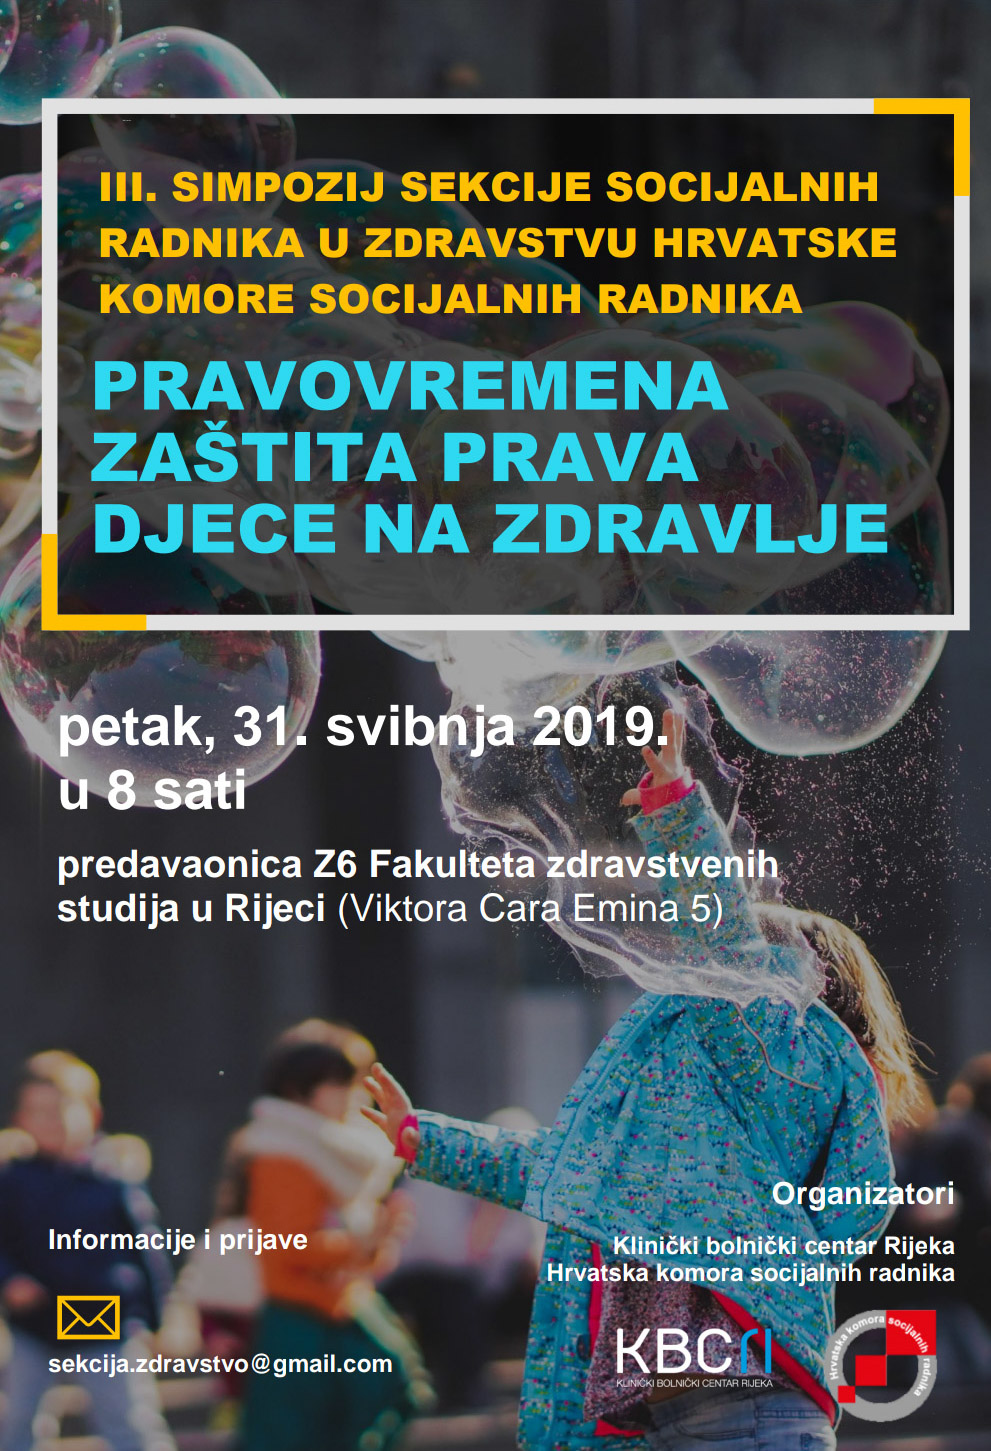 III. SIMPOZIJ SEKCIJE SOCIJALNIH
RADNIKA U ZDRAVSTVU HRVATSKE
KOMORE SOCIJALNIH RADNIKA
PRAVOVREMENA
ZAŠTITA PRAVA
DJECE NA ZDRAVLJE
petak, 31. svibnja 2019.
u 8 sati
predavaonica Z6 Fakulteta zdravstvenih
studija u Rijeci (Viktora Cara Emina 5)
Organizatori
Klinički bolnički centar Rijeka
Hrvatska komora socijalnih radnika
Informacije i prijave
sekcija.zdravstvo@gmail.com
KBCRI
KLINIČKI BOLNIČKI CENTAR RIJEKA
Hrvatska komora socijalnih radnika